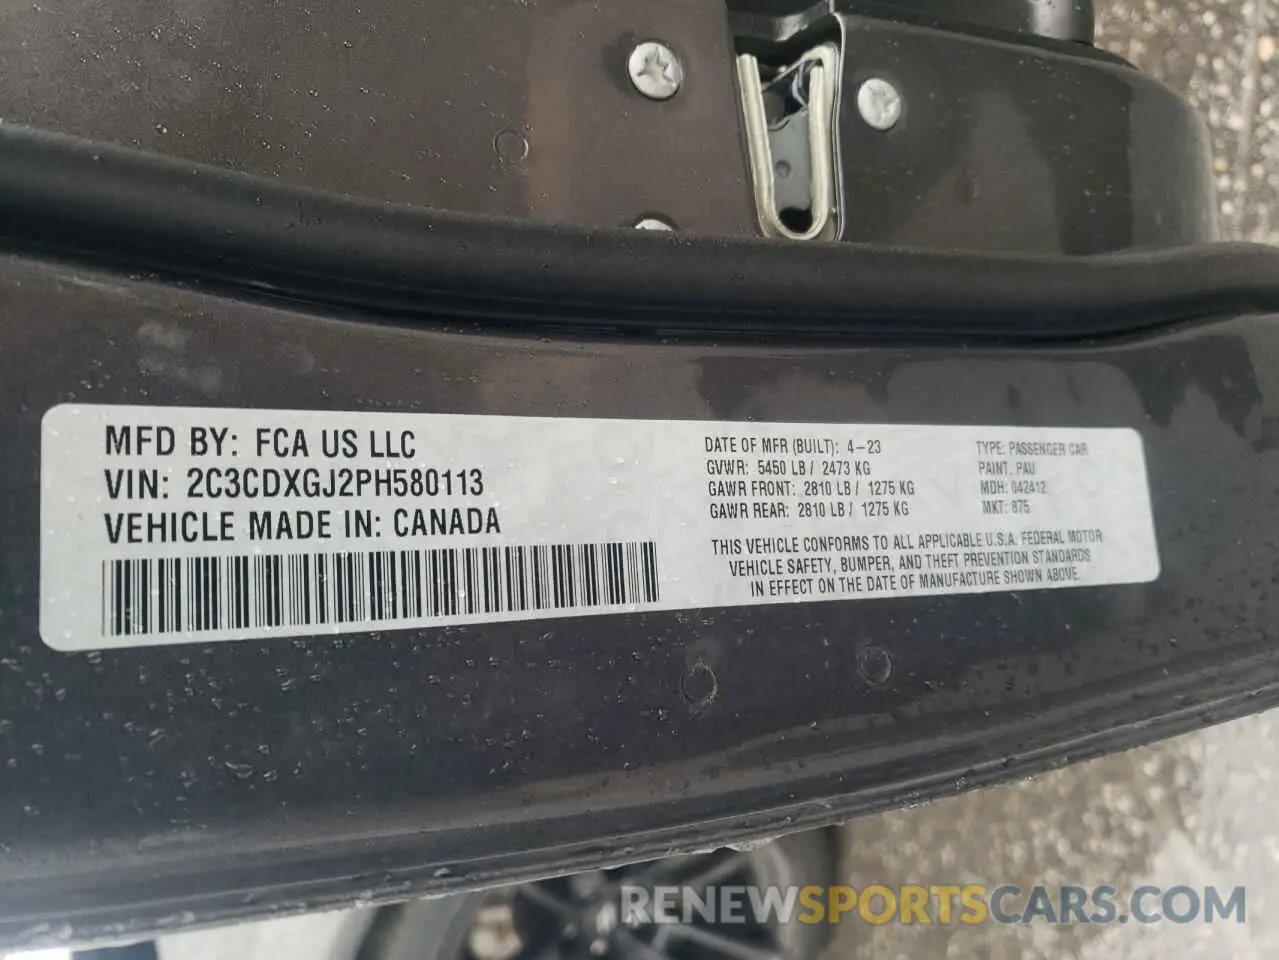 MFD BY: FCA US LLC
VIN: 2C3CDXGJ2PH580113
VEHICLE MADE IN: CANADA
DATE OF MFR (BUILT): 4-23
GVWR: 5450 LB / 2473 KG
GAWR FRONT: 2810 LB / 1275 KG
GAWR REAR: 2810 LB / 1275 KG
TYPE: PASSENGER CAR
PAINT: PAU
MDH: 042412
MKT: 875
THIS VEHICLE CONFORMS TO ALL APPLICABLE U.S.A. FEDERAL MOTOR
VEHICLE SAFETY, BUMPER, AND THEFT PREVENTION STANDARDS
IN EFFECT ON THE DATE OF MANUFACTURE SHOWN ABOVE.
RENEWSPORTSCARS.COM